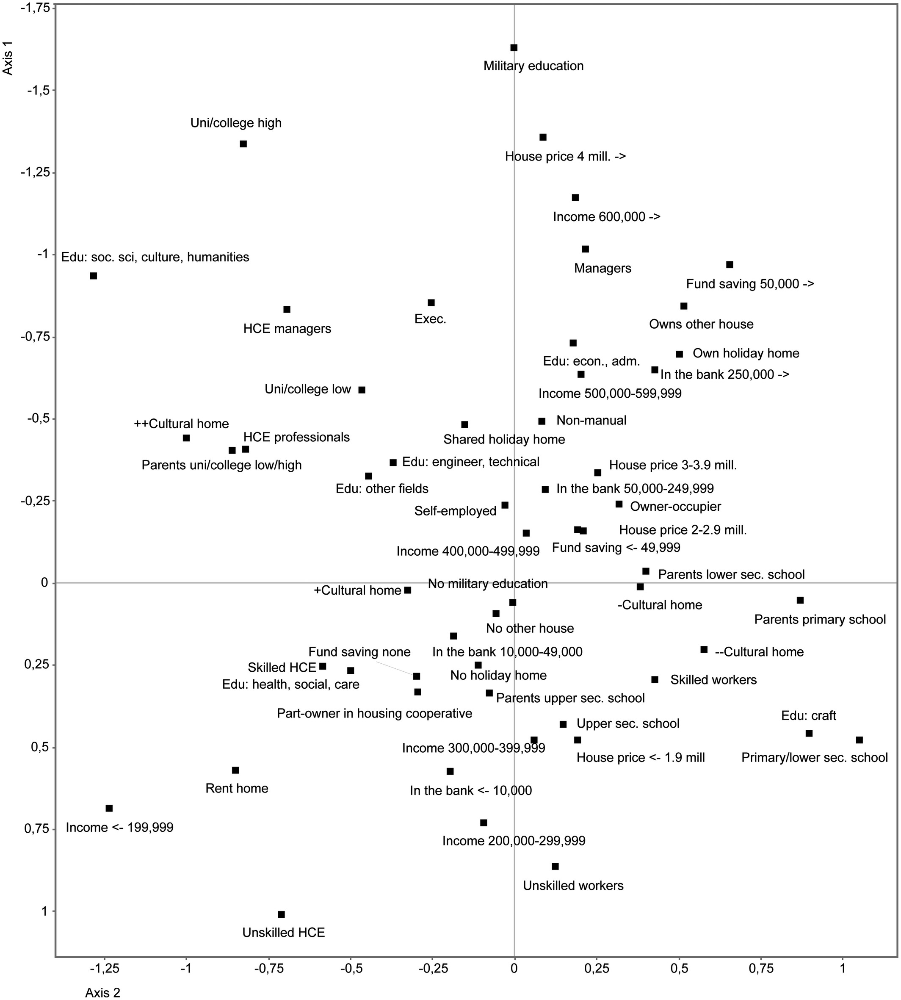 -1,75
Axis 1
Military education
-1,5
Uni/college high
House price 4 mill. ->
-1,25
Income 600,000 ->
-1
Edu: soc. sci, culture, humanities
Managers
Fund saving 50,000 ->
Exec.
Owns other house
HCE managers
-0,75
Own holiday home
Edu: econ., adm.
In the bank 250,000 ->
Uni/college low
Income 500,000-599,999
-0,5
Non-manual
++Cultural home
HCE professionals
Shared holiday home
Edu: engineer, technical
Parents uni/college low/high
House price 3-3.9 mill.
Edu: other fields
In the bank 50,000-249,999
-0,25
Owner-occupier
Self-employed
House price 2-2.9 mill.
Fund saving <- 49,999
Income 400,000-499,999
Parents lower sec. school
0
No military education
+Cultural home
-Cultural home
Parents primary school
No other house
Fund saving none
In the bank 10,000-49,000
--Cultural home
0,25
Skilled HCE
No holiday home
Skilled workers
Edu: health, social, care
Parents upper sec. school
Part-owner in housing cooperative
Edu: craft
Upper sec. school
0,5
Income 300,000-399,999
House price <- 1.9 mill
Primary/lower sec. school
Rent home
In the bank <- 10,000
Income <- 199,999
0,75
Income 200,000-299,999
Unskilled workers
1
Unskilled HCE
-1,25
-1
-0,75
-0,5
-0,25
0
0,25
0,5
0,75
1
Axis 2